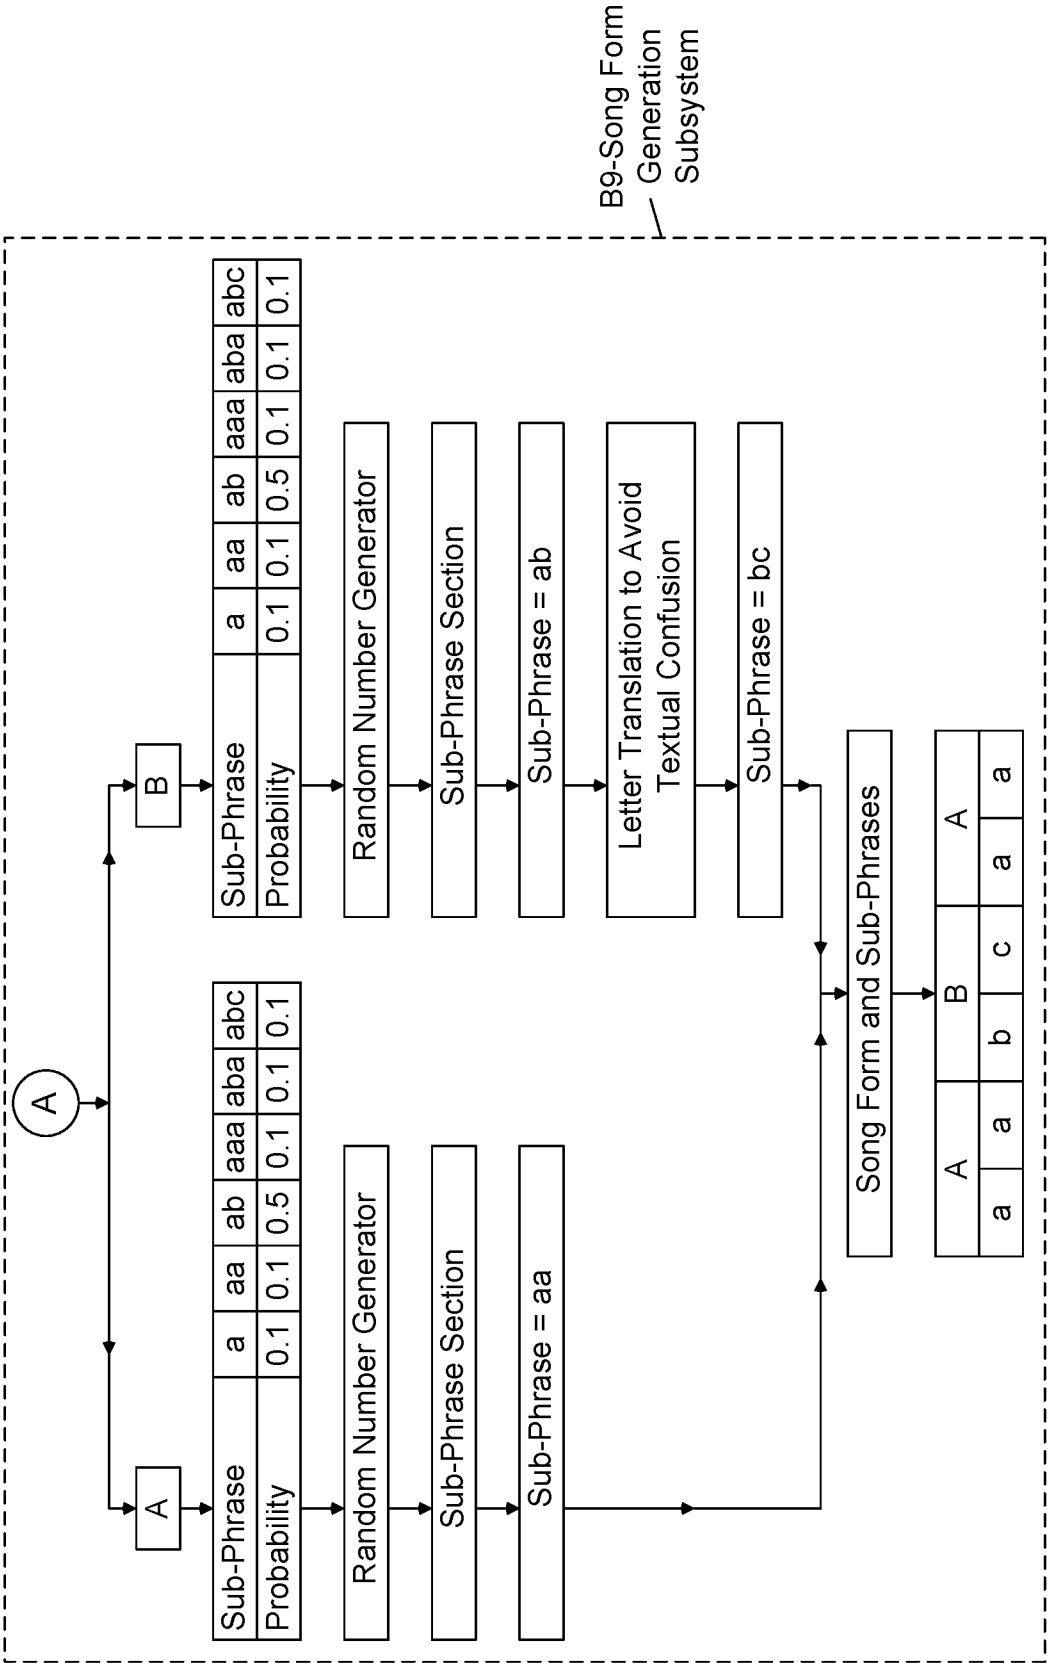 A
A
Sub-Phrase a aa ab aaa aba abc
Probability 0.1 0.1 0.5 0.1 0.1 0.1
Random Number Generator
Sub-Phrase Section
Sub-Phrase = aa
B
Sub-Phrase a aa ab aaa aba abc
Probability 0.1 0.1 0.5 0.1 0.1 0.1
Random Number Generator
Sub-Phrase Section
Sub-Phrase = ab
Letter Translation to Avoid
Textual Confusion
Sub-Phrase = bc
Song Form and Sub-Phrases
A B A
a a b c a a
B9-Song Form
Generation
Subsystem